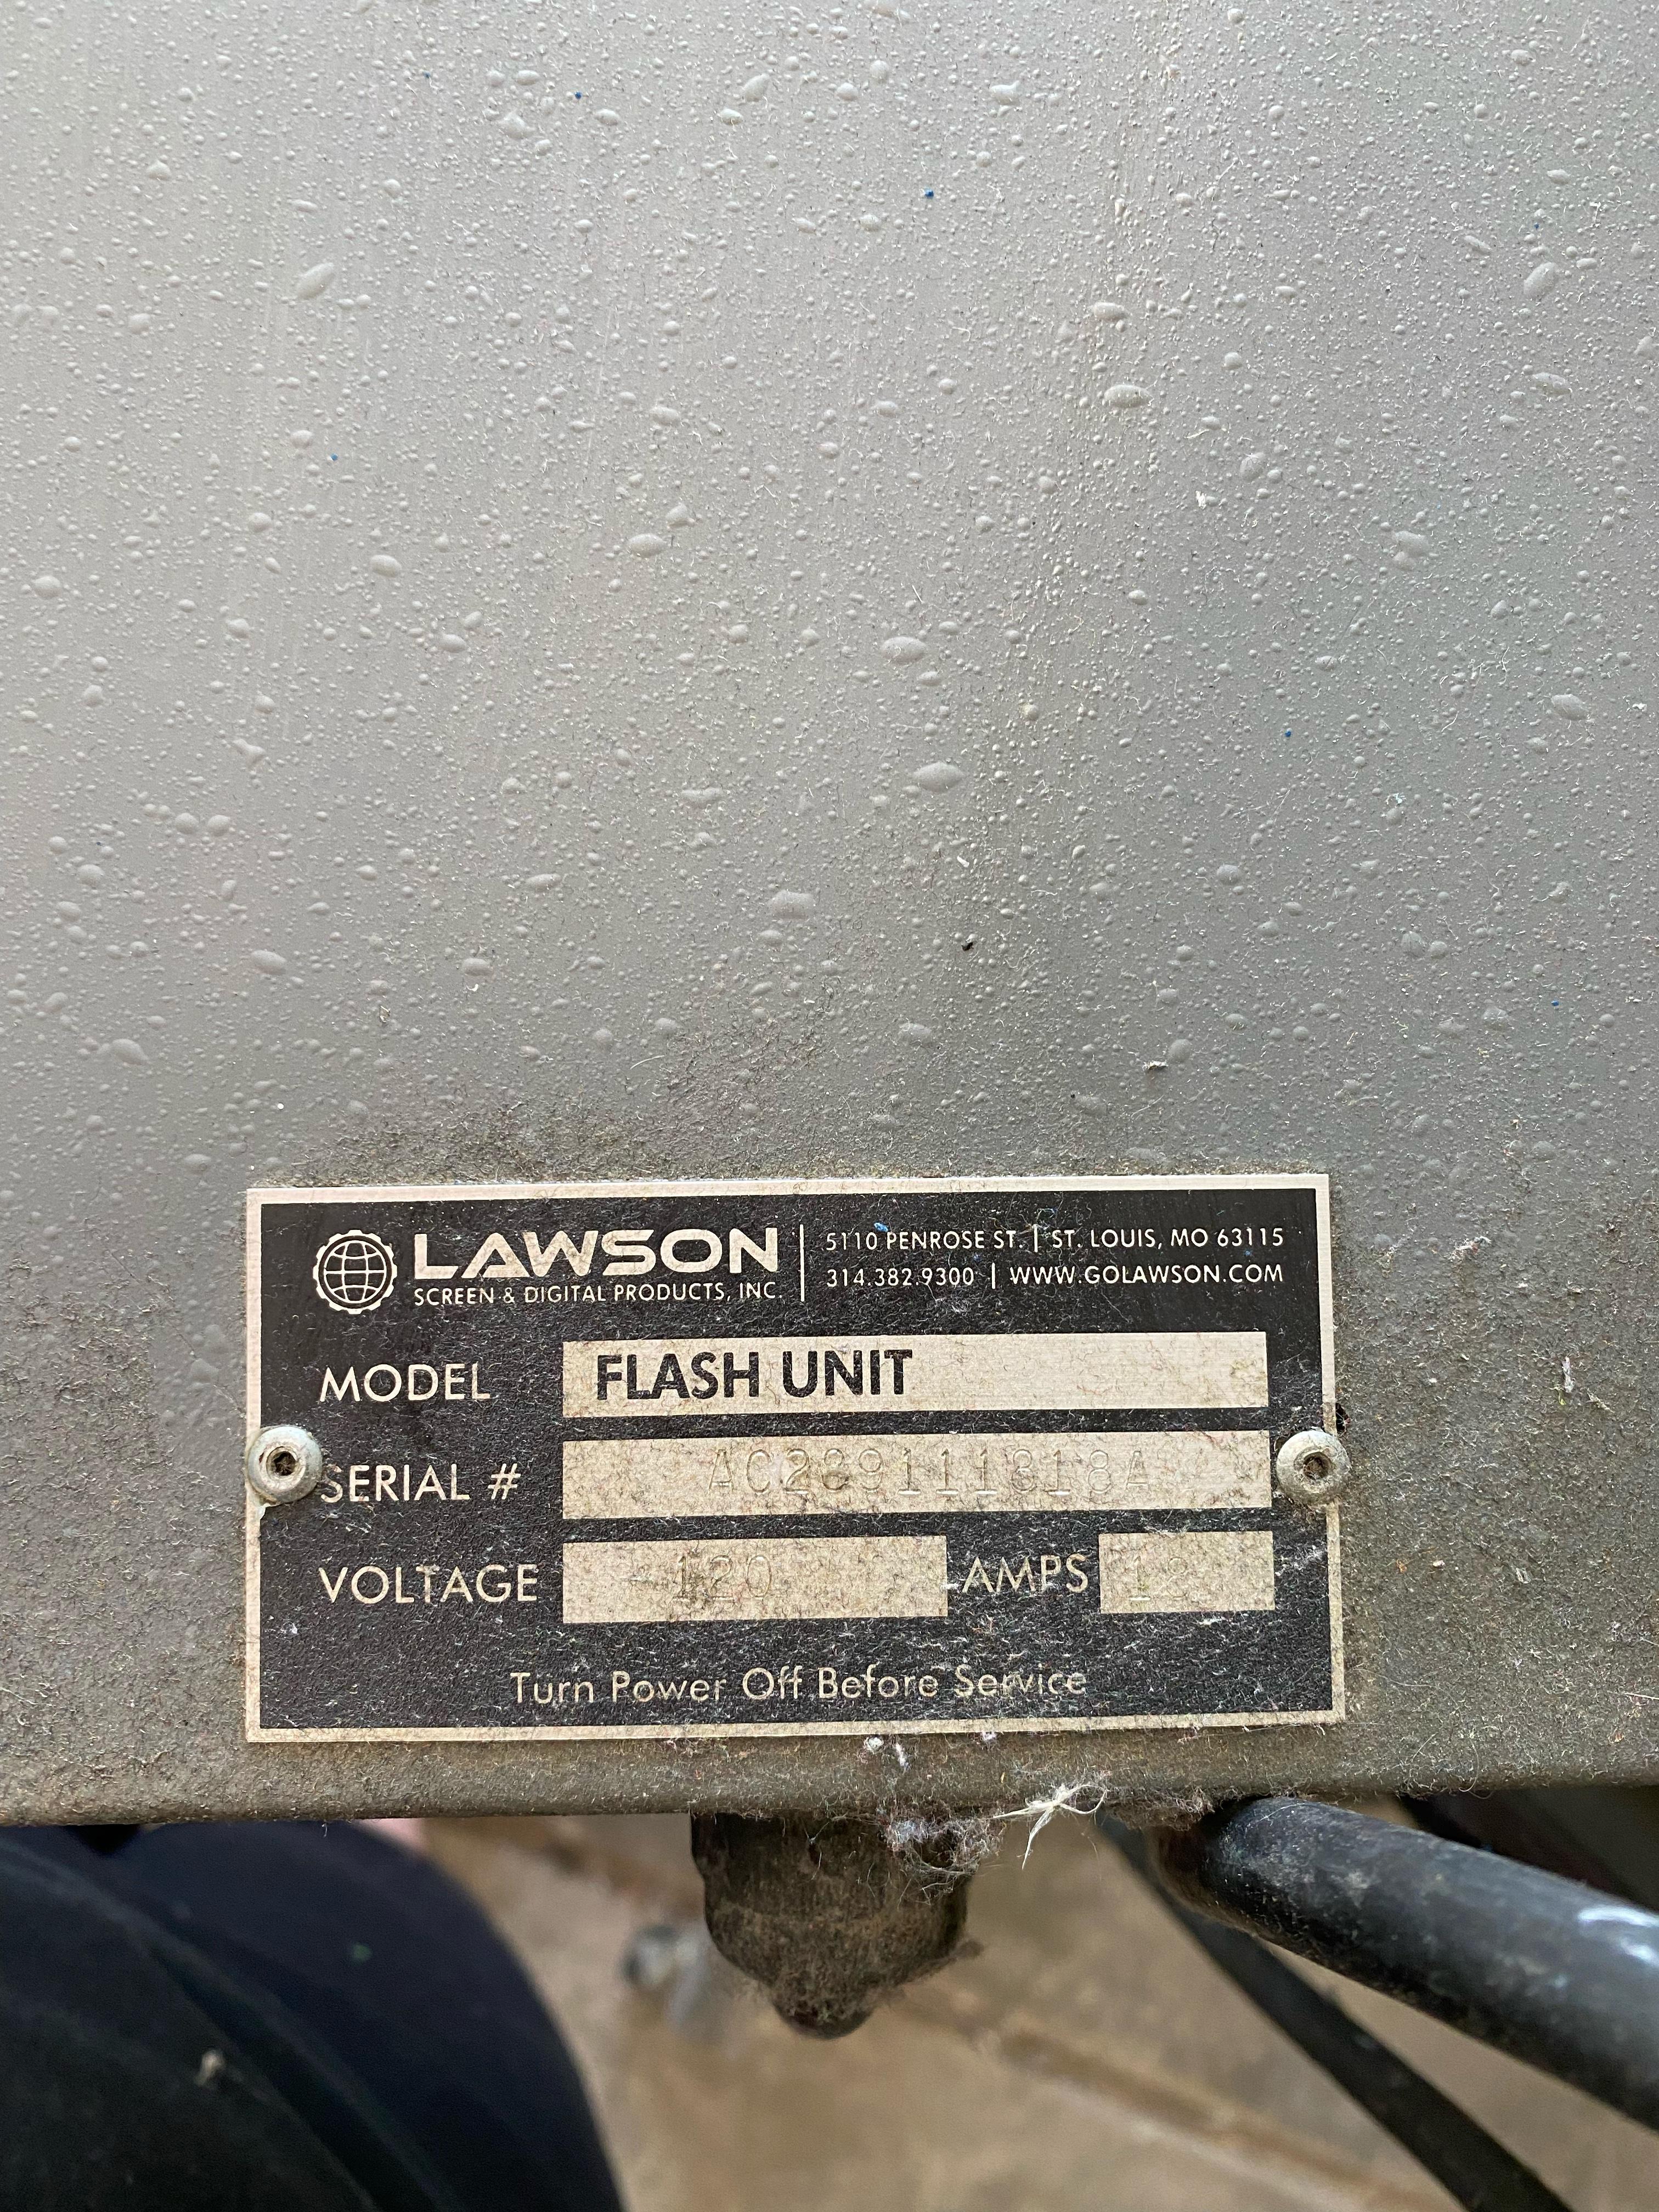 LAWSON
SCREEN & DIGITAL PRODUCTS, INC.
5110 PENROSE ST. | ST. LOUIS, MO 63115
314.382.9300 | WWW.GOLAWSON.COM
MODEL FLASH UNIT
SERIAL #
VOLTAGE 120 AMPS
Turn Power Off Before Service